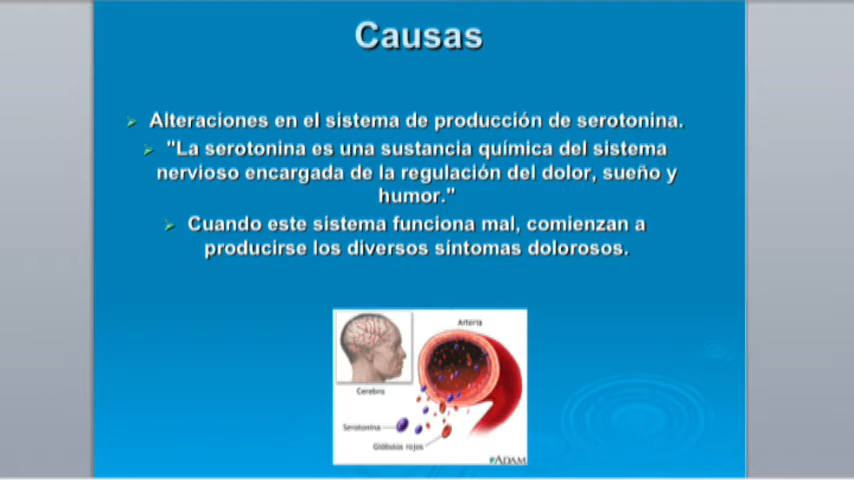 Causas
Alteraciones en el sistema de producción de serotonina.
"La serotonina es una sustancia química del sistema
nervioso encargada de la regulación del dolor, sueño y
humor."
Cuando este sistema funciona mal, comienzan a
producirse los diversos síntomas dolorosos.
Arteria
Cerebro
Serotonina
Glóbulos rojos
ADAM